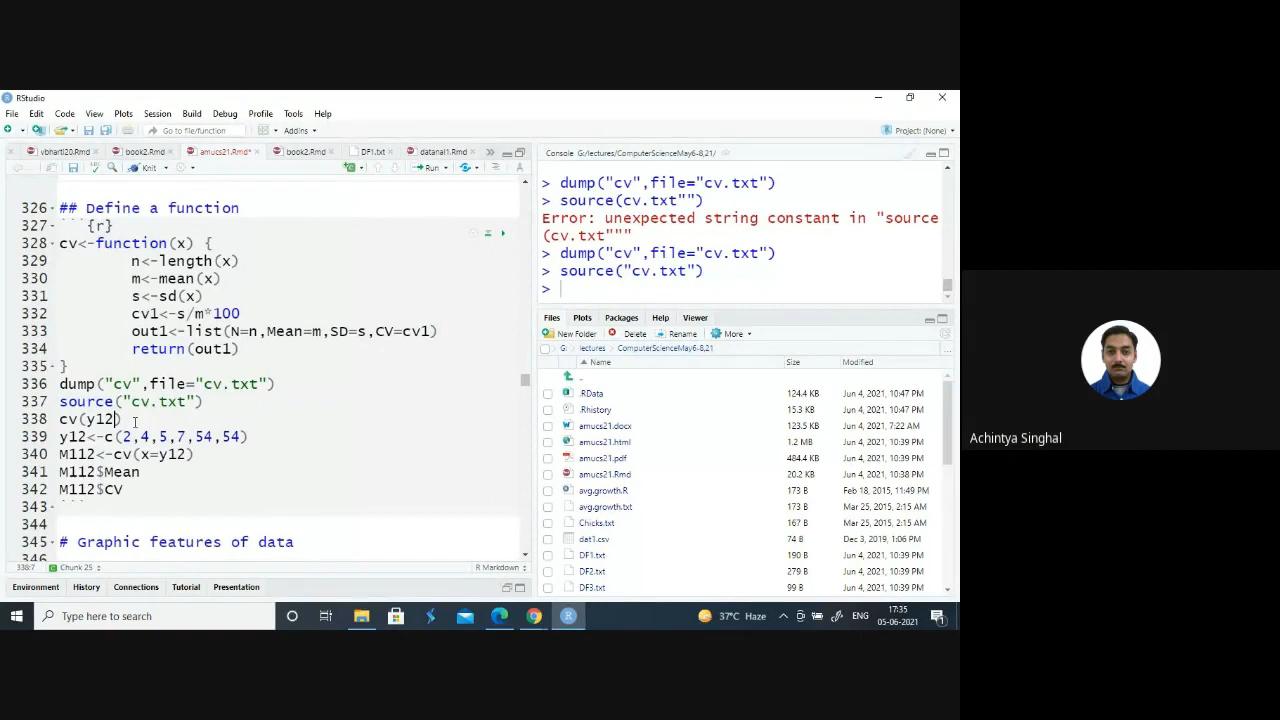 RStudio
File Edit Code View Plots Session Build Debug Profile Tools Help
Go to file/function Addins Project: (None)
vbharti20.Rmd book2.Rmd amucs21.Rmd* book2.Rmd DF1.txt datanal1.Rmd
Knit Run
326 ## Define a function
327 ```{r}
328 cv<-function(x) {
329 n<-length(x)
330 m<-mean(x)
331 s<-sd(x)
332 cv1<-s/m*100
333 out1<-list(N=n,Mean=m,SD=s,CV=cv1)
334 return(out1)
335 }
336 dump("cv",file="cv.txt")
337 source("cv.txt")
338 cv(y12)
339 y12<-c(2,4,5,7,54,54)
340 M112<-cv(x=y12)
341 M112$Mean
342 M112$cv
343 ```
344
345 # Graphic features of data
346
338:7 Chunk 25 R Markdown
Environment History Connections Tutorial Presentation
Console G:/lectures/ComputerScienceMay6-8,21/
> dump("cv",file="cv.txt")
> source(cv.txt"")
Error: unexpected string constant in "source
(cv.txt"""
> dump("cv",file="cv.txt")
> source("cv.txt")
>
Files Plots Packages Help Viewer
New Folder Delete Rename More
G: lectures ComputerScienceMay6-8,21
Name Size Modified
..
.RData 124.4 KB Jun 4, 2021, 10:47 PM
.Rhistory 15.3 KB Jun 4, 2021, 10:47 PM
amucs21.docx 123.5 KB Jun 4, 2021, 7:22 AM
amucs21.html 1.2 MB Jun 4, 2021, 10:39 PM
amucs21.pdf 484.4 KB Jun 4, 2021, 10:39 PM
amucs21.Rmd 20.2 KB Jun 4, 2021, 10:38 PM
avg.growth.R 173 B Feb 18, 2015, 11:49 PM
avg.growth.txt 173 B Mar 25, 2015, 2:15 AM
Chicks.txt 167 B Mar 25, 2015, 2:15 AM
dat1.csv 74 B Dec 3, 2019, 1:06 PM
DF1.txt 190 B Jun 4, 2021, 10:39 PM
DF2.txt 279 B Jun 4, 2021, 10:39 PM
DF3.txt 99 B Jun 4, 2021, 10:39 PM
Type here to search
37°C Haze ENG 17:35
05-06-2021
Achintya Singhal